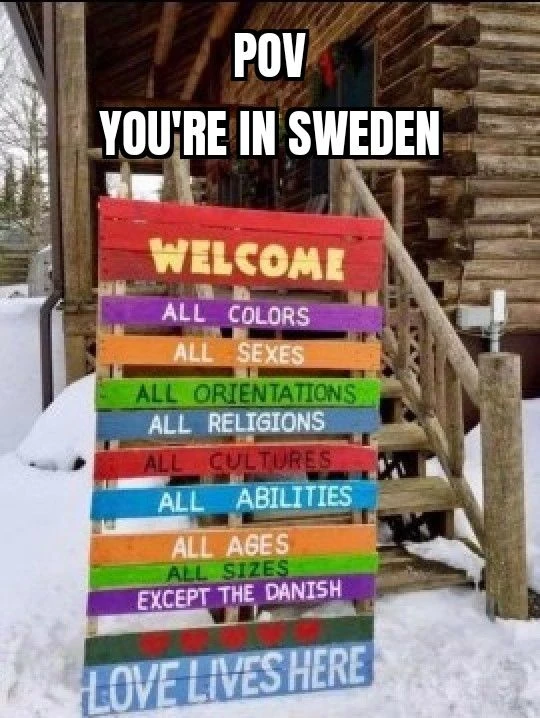 POV
YOU'RE IN SWEDEN
WELCOME
ALL COLORS
ALL SEXES
ALL ORIENTATIONS
ALL RELIGIONS
ALL CULTURES
ALL ABILITIES
ALL AGES
ALL SIZES
EXCEPT THE DANISH
LOVE LIVES HERE